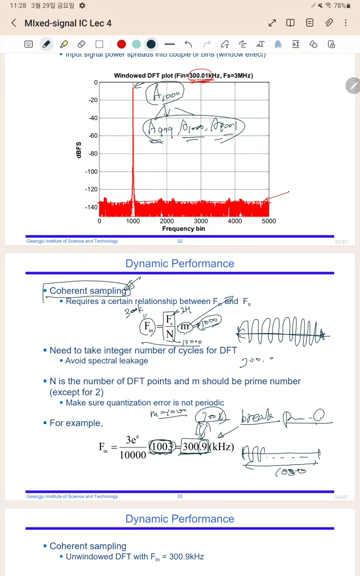 11:28 3월 29일 금요일
78%
MIxed-signal IC Lec 4
• Input signal power spreads into couple of bins (window effect)
Windowed DFT plot (Fin=300.01kHz, Fs=3MHz)
A1000
A999, A1000, A1001
dBFS
0
-20
-40
-60
-80
-100
-120
-140
0 1000 2000 3000 4000 5000
Frequency bin
Gwangju Institute of Science and Technology 32
Dynamic Performance
• Coherent sampling
• Requires a certain relationship between Fin and Fs
300k 3M
Fin = Fs/N m 1000
10000
• Need to take integer number of cycles for DFT
• Avoid spectral leakage
• N is the number of DFT points and m should be prime number (except for 2)
• Make sure quantization error is not periodic
• For example,
300k
break
Fin = 3e6/10000 1003 = 300.9(kHz)
Gwangju Institute of Science and Technology 33
Dynamic Performance
• Coherent sampling
• Unwindowed DFT with Fin = 300.9kHz